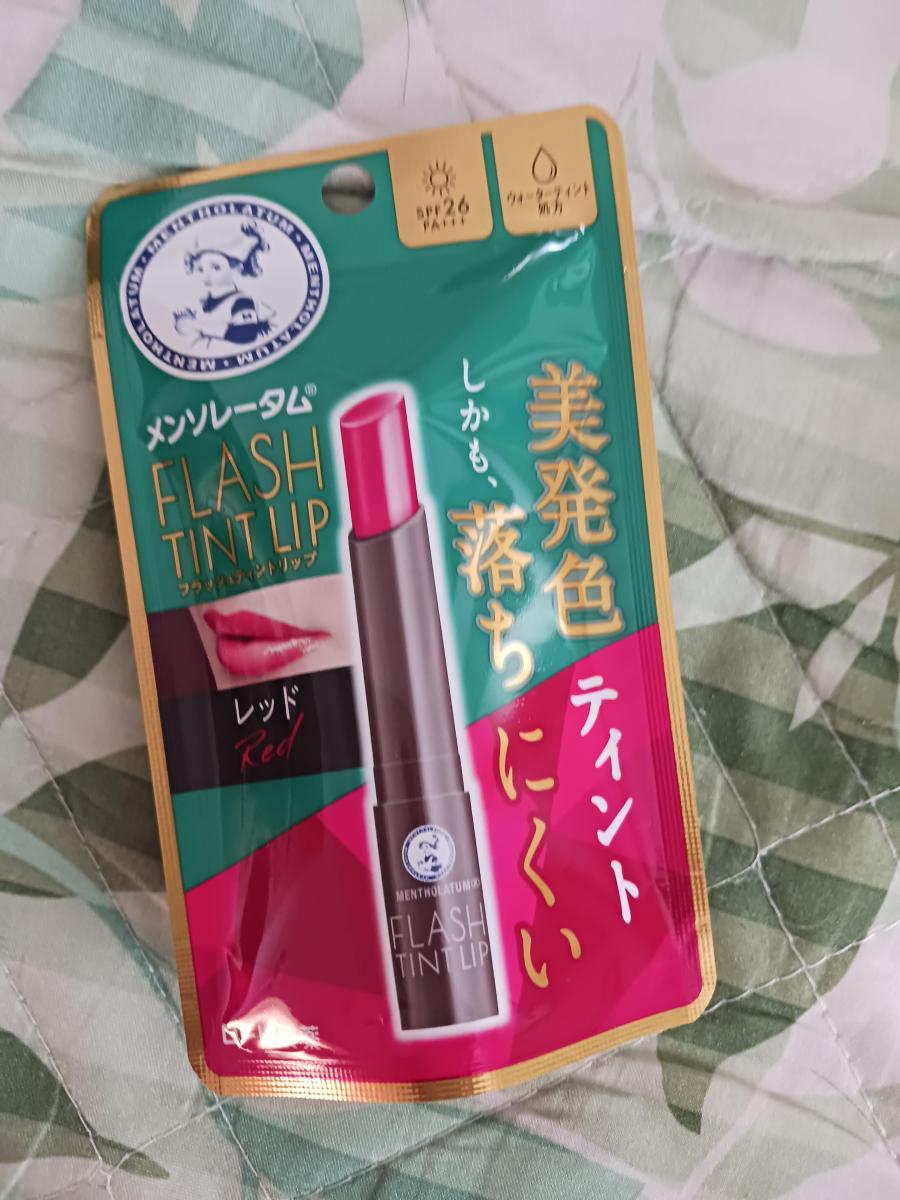 SPF26
PA+++
ウォーターティント
処方
MENTHOLATUM・MENTHOLATUM・MENTHOLATUM・
メンソレータム®
FLASH
TINT LIP
フラッシュティントリップ
レッド
Red
美発色ティント
しかも、落ちにくい
MENTHOLATUM®
FLASH
TINT LIP